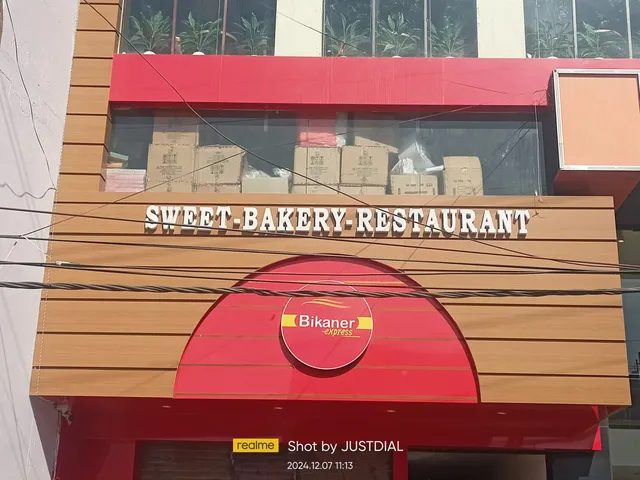 SWEET-BAKERY-RESTAURANT
Bikaner
express
realme Shot by JUSTDIAL
2024.12.07 11:13